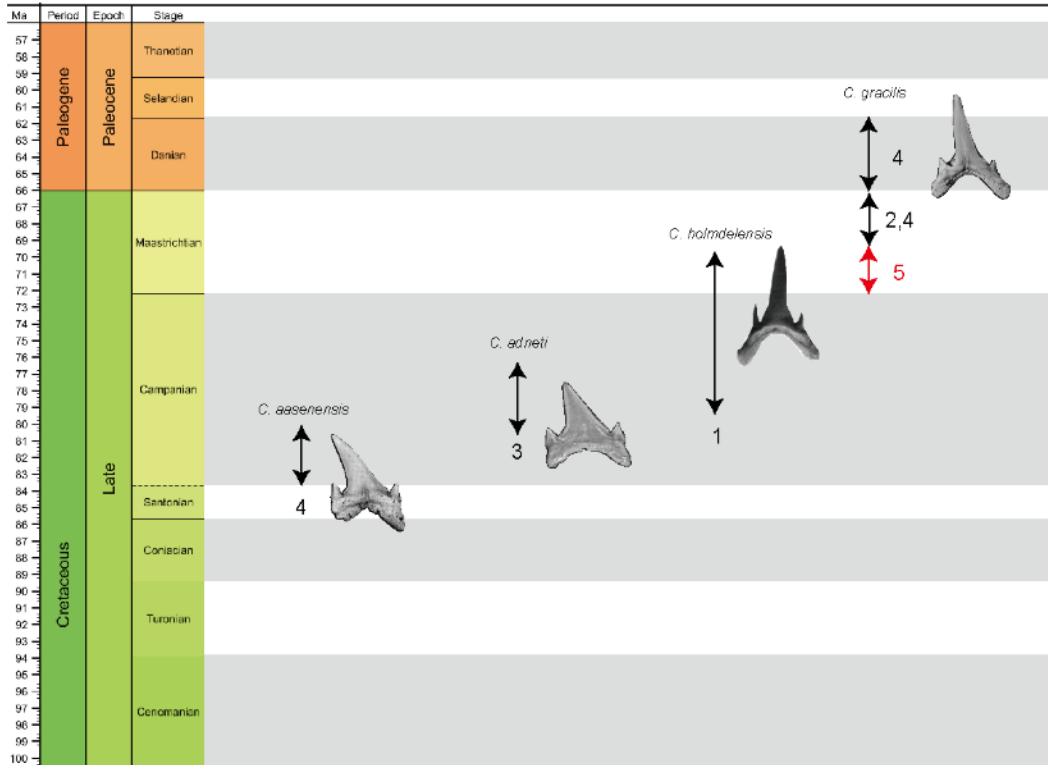 Ma Period Epoch Stage
57
58
59
60
61
62
63
64
65
66
67
68
69
70
71
72
73
74
75
76
77
78
79
80
81
82
83
84
85
86
87
88
89
90
91
92
93
94
95
96
97
98
99
100
Paleogene
Cretaceous
Paleocene
Late
Thanetian
Selandian
Danian
Maastrichtian
Campanian
Santonian
Coniacian
Turonian
Cenomanian
C. aasenensis
4
C. adneti
3
C. holmdelensis
1
C. gracilis
4
2,4
5